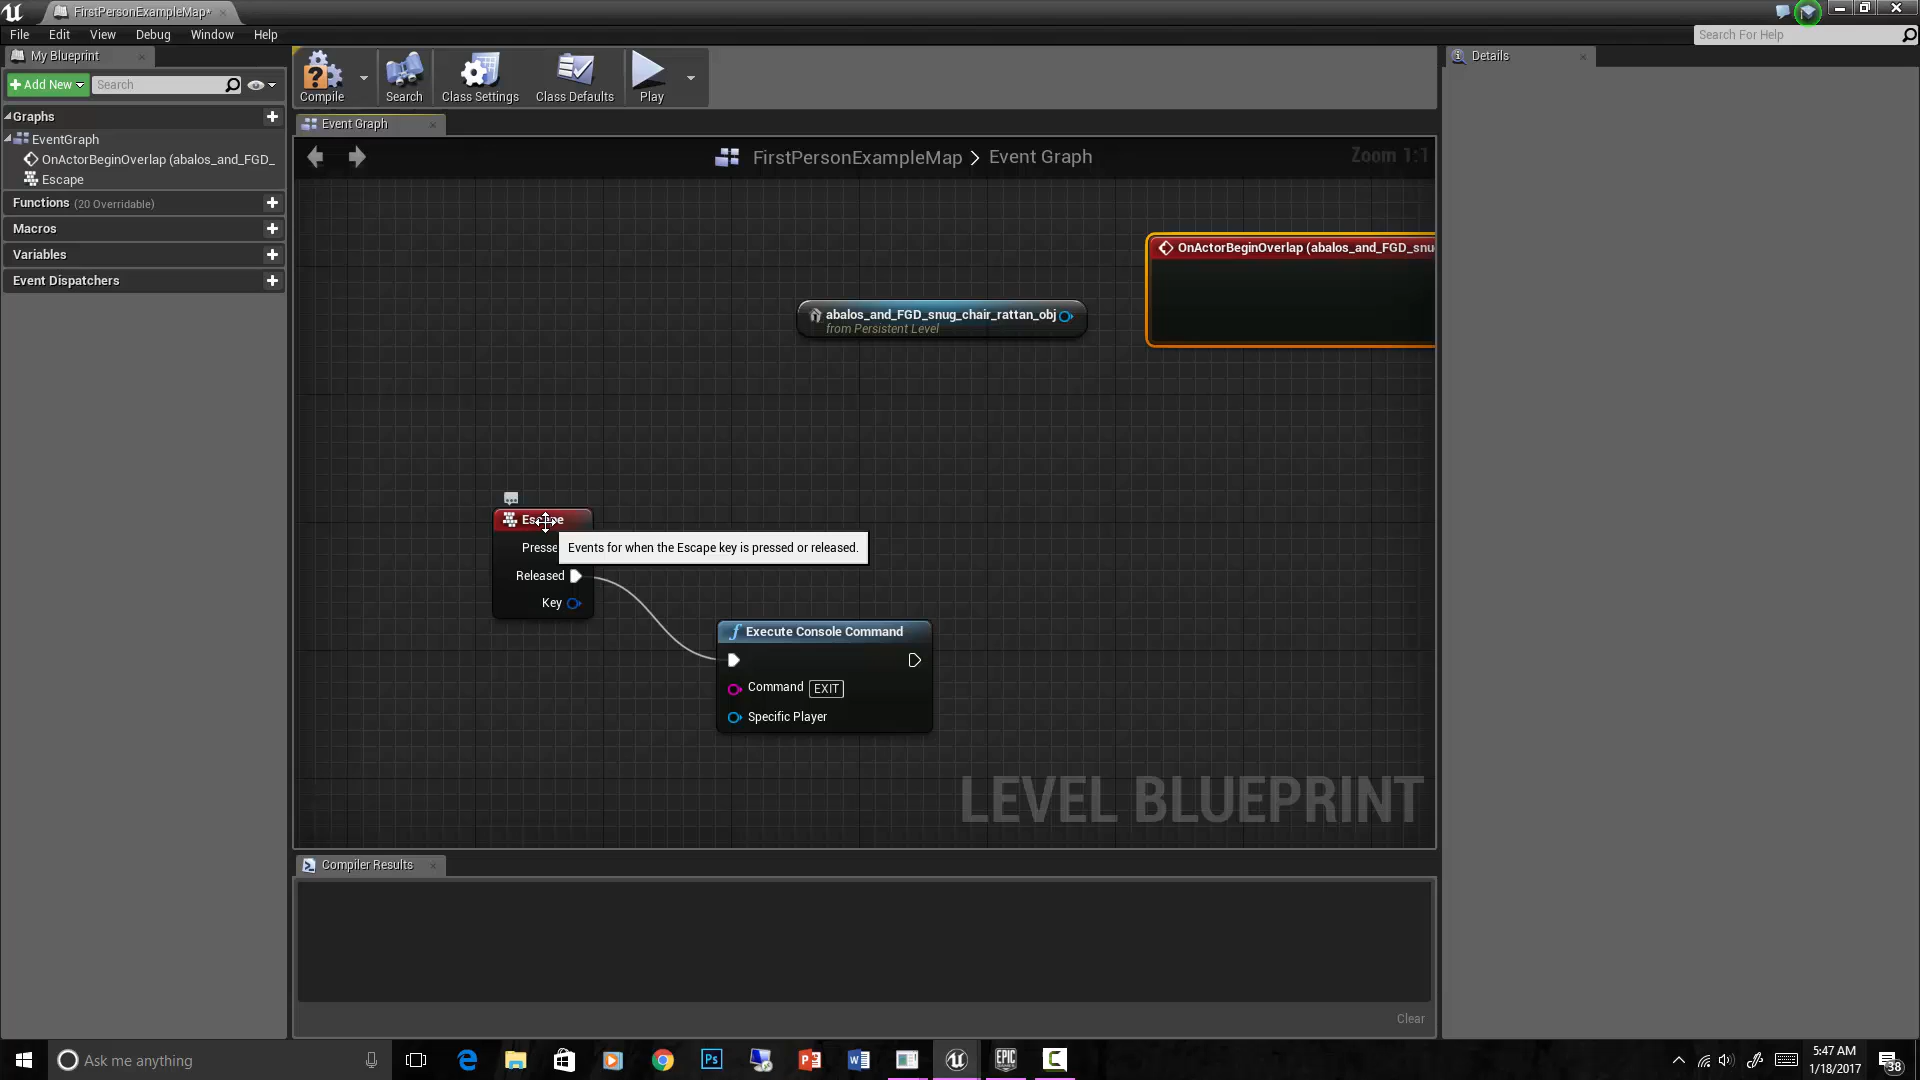 FirstPersonExampleMap*
File Edit View Debug Window Help
Search For Help
My Blueprint
Add New
Search
Graphs
EventGraph
OnActorBeginOverlap (abalos_and_FGD_
Escape
Functions (20 Overridable)
Macros
Variables
Event Dispatchers
Compile
Search
Class Settings
Class Defaults
Play
Event Graph
FirstPersonExampleMap > Event Graph
Zoom 1:1
OnActorBeginOverlap (abalos_and_FGD_snu
abalos_and_FGD_snug_chair_rattan_obj
from Persistent Level
Escape
Presse
Events for when the Escape key is pressed or released.
Released
Key
Execute Console Command
Command EXIT
Specific Player
LEVEL BLUEPRINT
Compiler Results
Clear
Details
Ask me anything
5:47 AM
1/18/2017
38